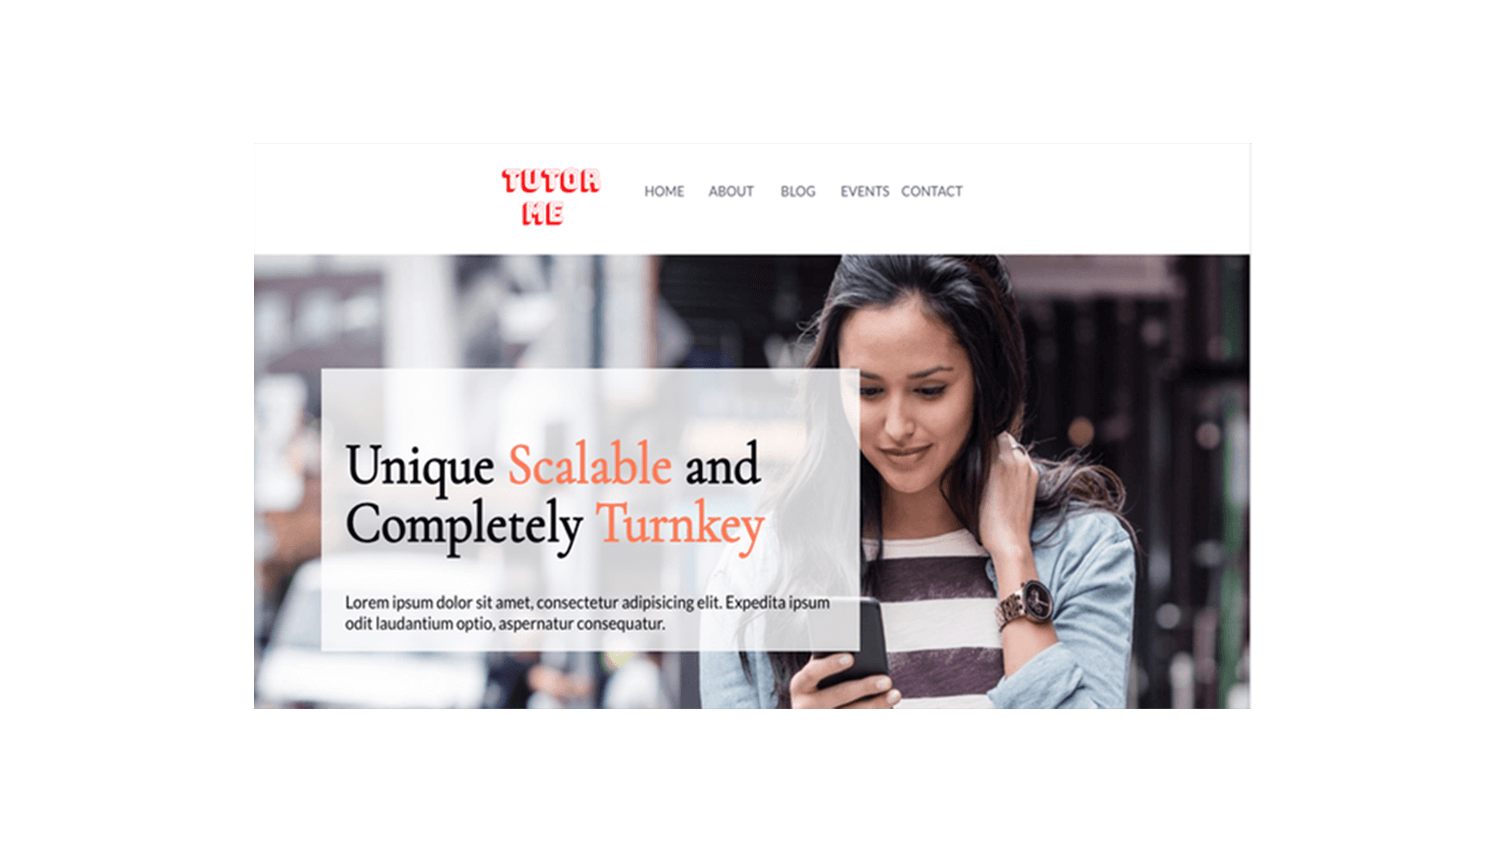 TUTOR
ME
HOME ABOUT BLOG EVENTS CONTACT
Unique Scalable and
Completely Turnkey
Lorem ipsum dolor sit amet, consectetur adipisicing elit. Expedita ipsum
odit laudantium optio, aspernatur consequatur.